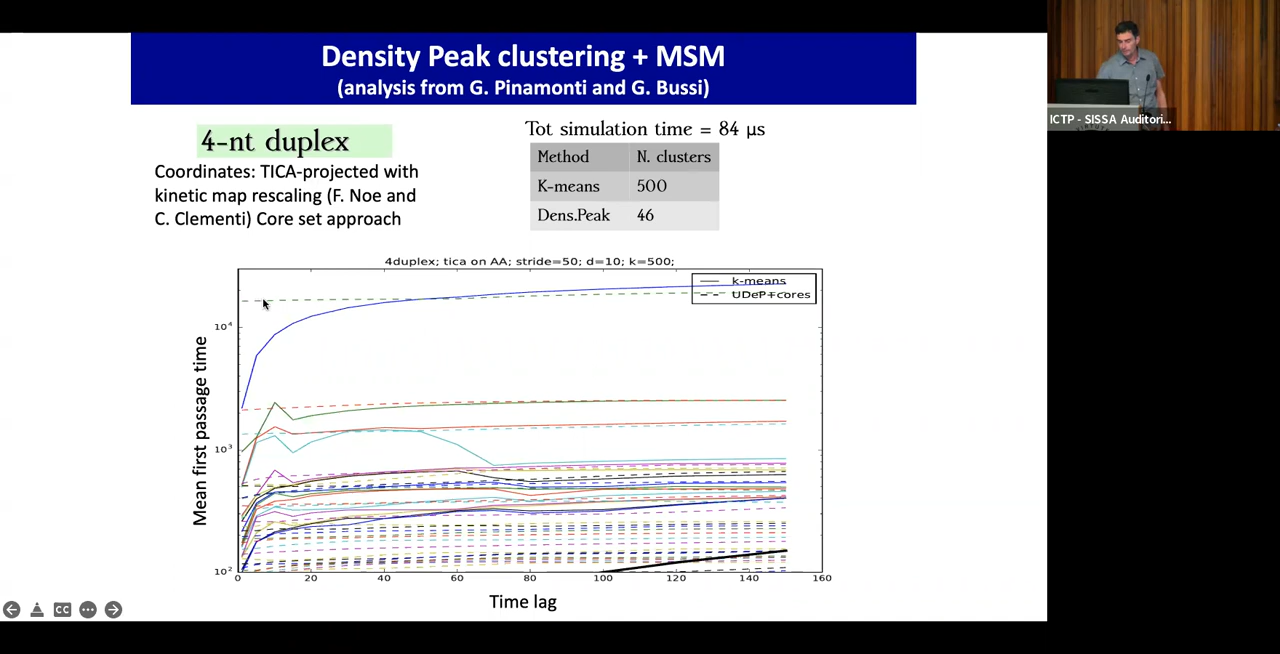 Density Peak clustering + MSM
(analysis from G. Pinamonti and G. Bussi)
ICTP - SISSA Auditori...
4-nt duplex
Coordinates: TICA-projected with
kinetic map rescaling (F. Noe and
C. Clementi) Core set approach
Tot simulation time = 84 µs
Method N. clusters
K-means 500
Dens.Peak 46
4duplex; tica on AA; stride=50; d=10; k=500;
k-means
UDeP+cores
10⁴
10³
10²
Mean first passage time
0 20 40 60 80 100 120 140 160
Time lag
CC